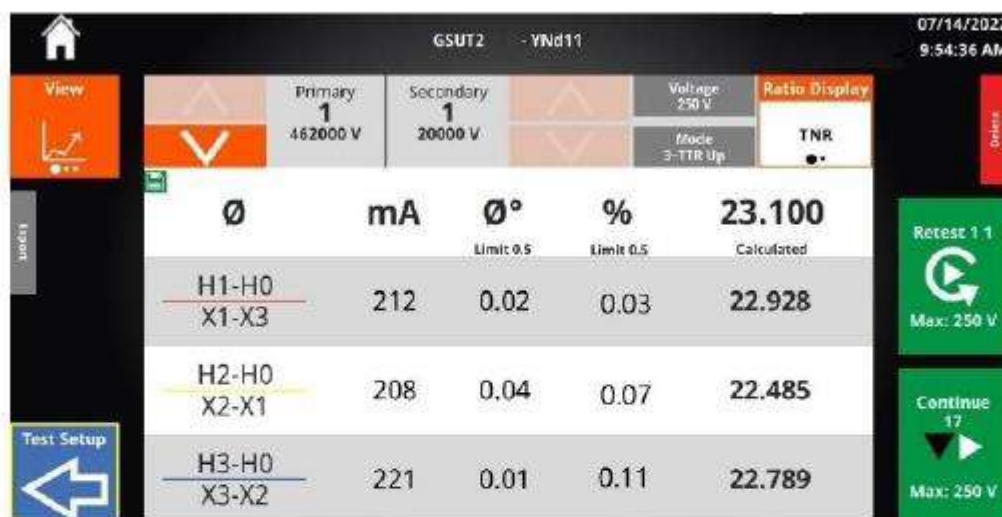 GSUT2 - YNd11
07/14/202
9:54:36 AM
View
Primary
1
462000 V
Secondary
1
20000 V
Voltage
250 V
Mode
3-TTR Up
Ratio Display
TNR
Delete
Export
Ø
mA
Ø°
Limit 0.5
%
Limit 0.5
23.100
Calculated
H1-H0
X1-X3
212
0.02
0.03
22.928
H2-H0
X2-X1
208
0.04
0.07
22.485
H3-H0
X3-X2
221
0.01
0.11
22.789
Retest 1 1
Max: 250 V
Continue
17
Max: 250 V
Test Setup